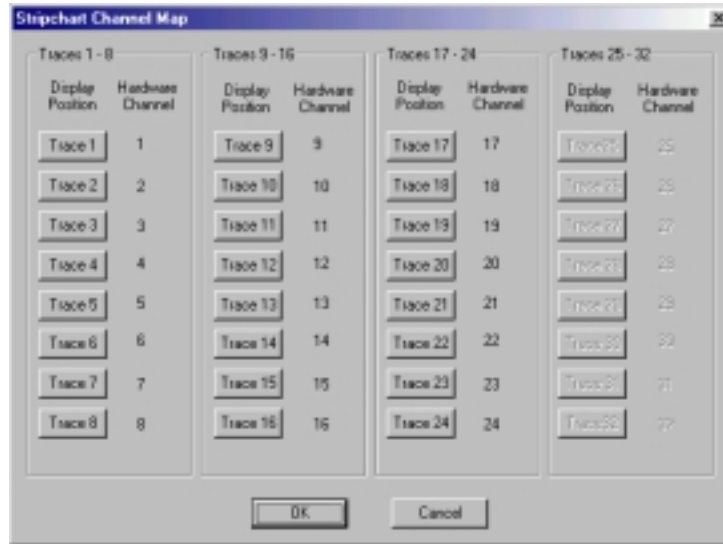 Stripchart Channel Map
Traces 1 - 8
Display Position
Hardware Channel
Trace 1 1
Trace 2 2
Trace 3 3
Trace 4 4
Trace 5 5
Trace 6 6
Trace 7 7
Trace 8 8
Traces 9 - 16
Display Position
Hardware Channel
Trace 9 9
Trace 10 10
Trace 11 11
Trace 12 12
Trace 13 13
Trace 14 14
Trace 15 15
Trace 16 16
Traces 17 - 24
Display Position
Hardware Channel
Trace 17 17
Trace 18 18
Trace 19 19
Trace 20 20
Trace 21 21
Trace 22 22
Trace 23 23
Trace 24 24
Traces 25 - 32
Display Position
Hardware Channel
OK
Cancel